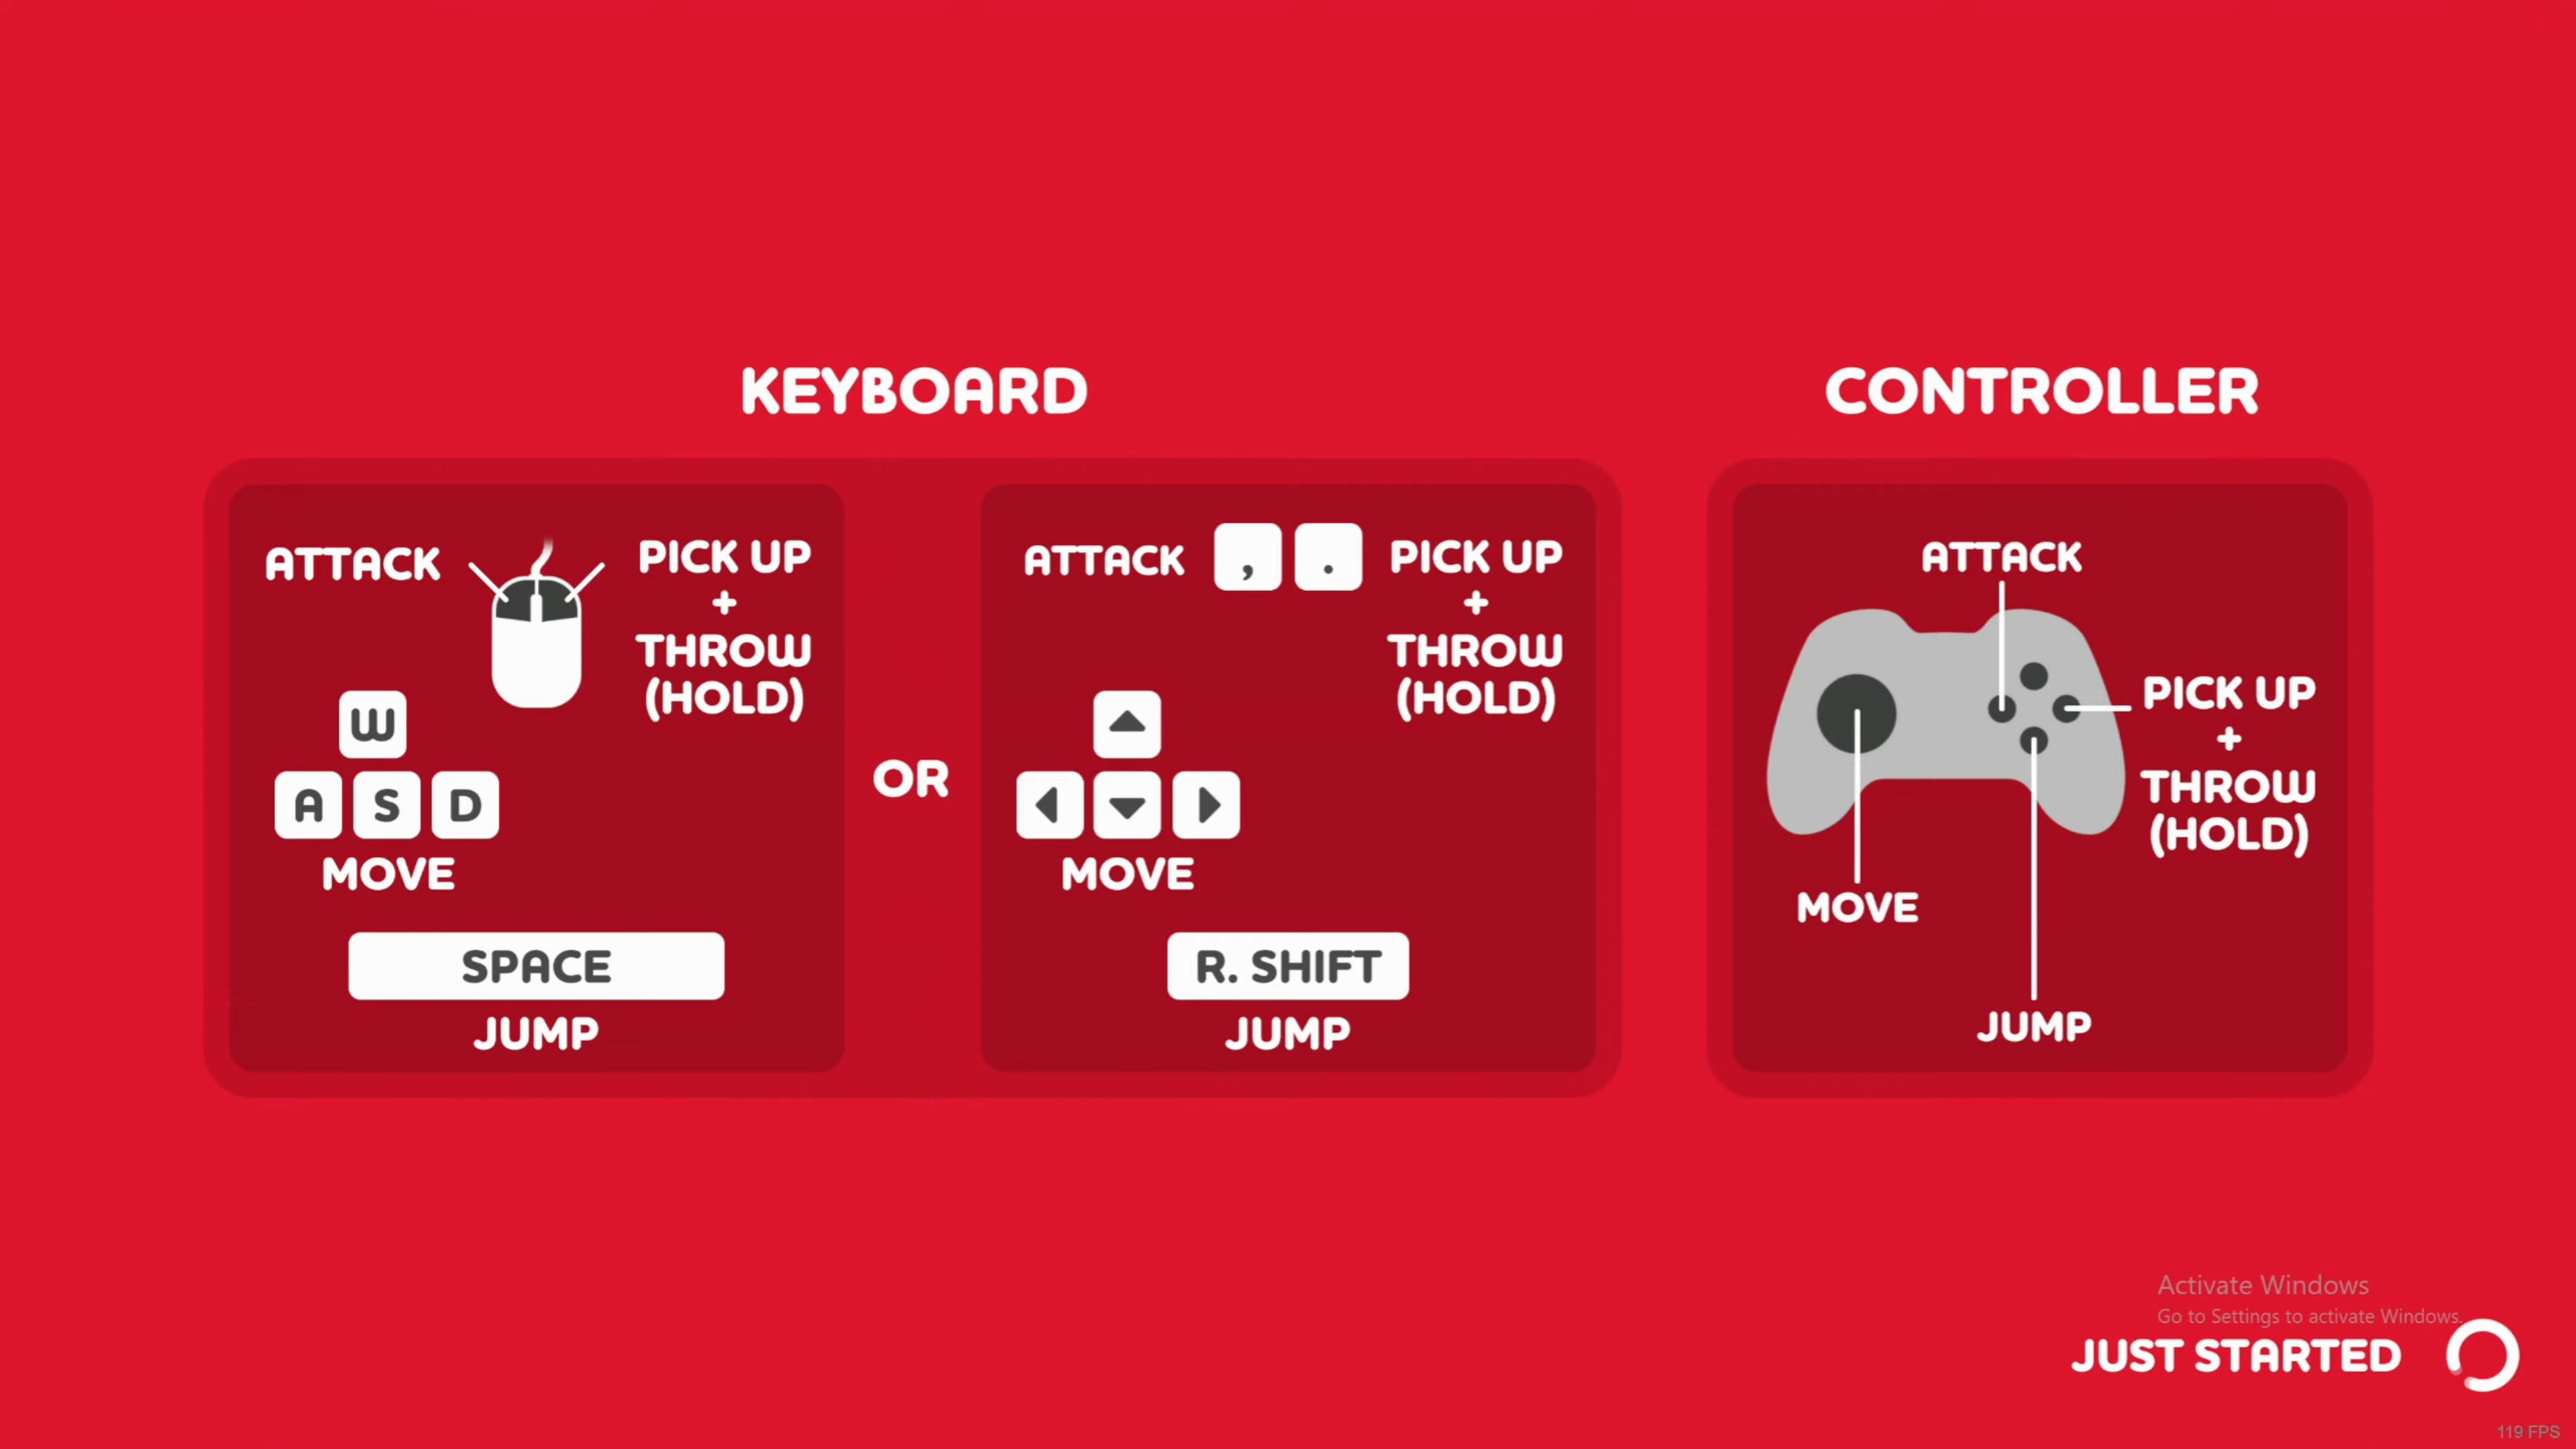 KEYBOARD
CONTROLLER
ATTACK
PICK UP
+
THROW
(HOLD)
W
A S D
MOVE
SPACE
JUMP
OR
ATTACK , .
PICK UP
+
THROW
(HOLD)
MOVE
R. SHIFT
JUMP
ATTACK
PICK UP
+
THROW
(HOLD)
MOVE
JUMP
Activate Windows
Go to Settings to activate Windows.
JUST STARTED
119 FPS